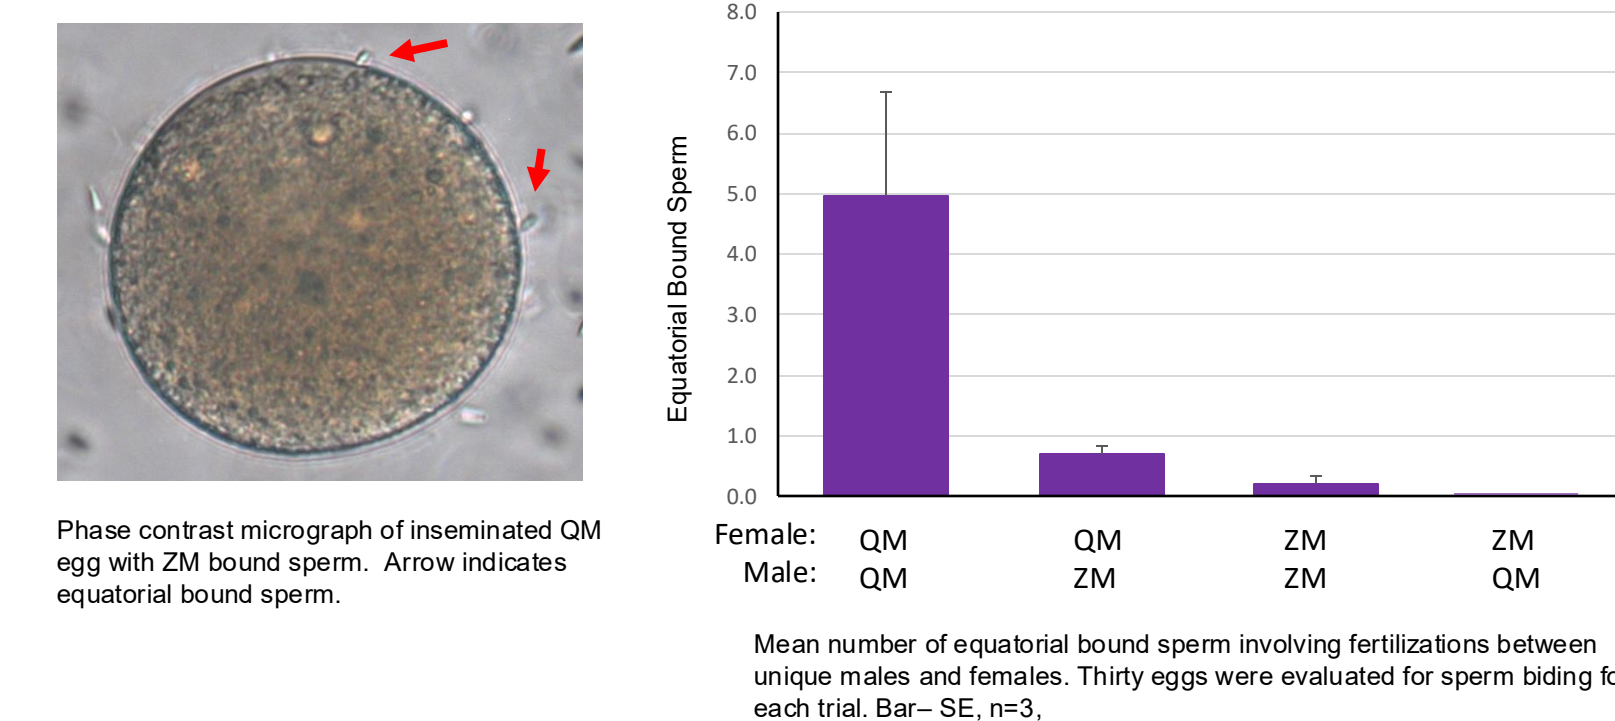 Phase contrast micrograph of inseminated QM
egg with ZM bound sperm.  Arrow indicates
equatorial bound sperm.
Equatorial Bound Sperm
8.0
7.0
6.0
5.0
4.0
3.0
2.0
1.0
0.0
Female: QM QM ZM ZM
Male: QM ZM ZM QM
Mean number of equatorial bound sperm involving fertilizations between
unique males and females. Thirty eggs were evaluated for sperm biding
each trial. Bar– SE, n=3,